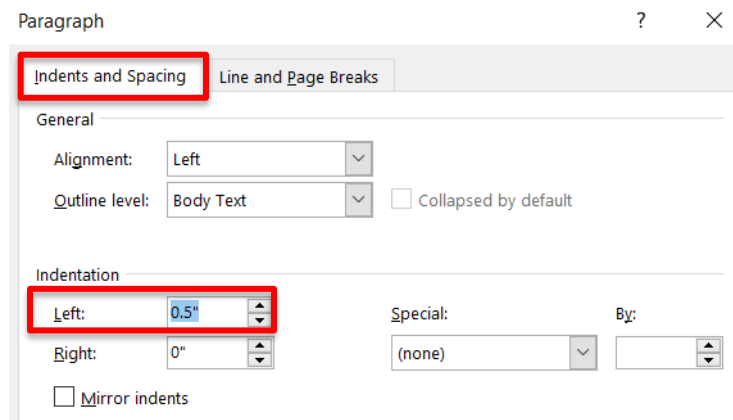 Paragraph ?
Indents and Spacing Line and Page Breaks
General
Alignment: Left
Outline level: Body Text Collapsed by default
Indentation
Left: 0.5" Special: By:
Right: 0" (none)
Mirror indents